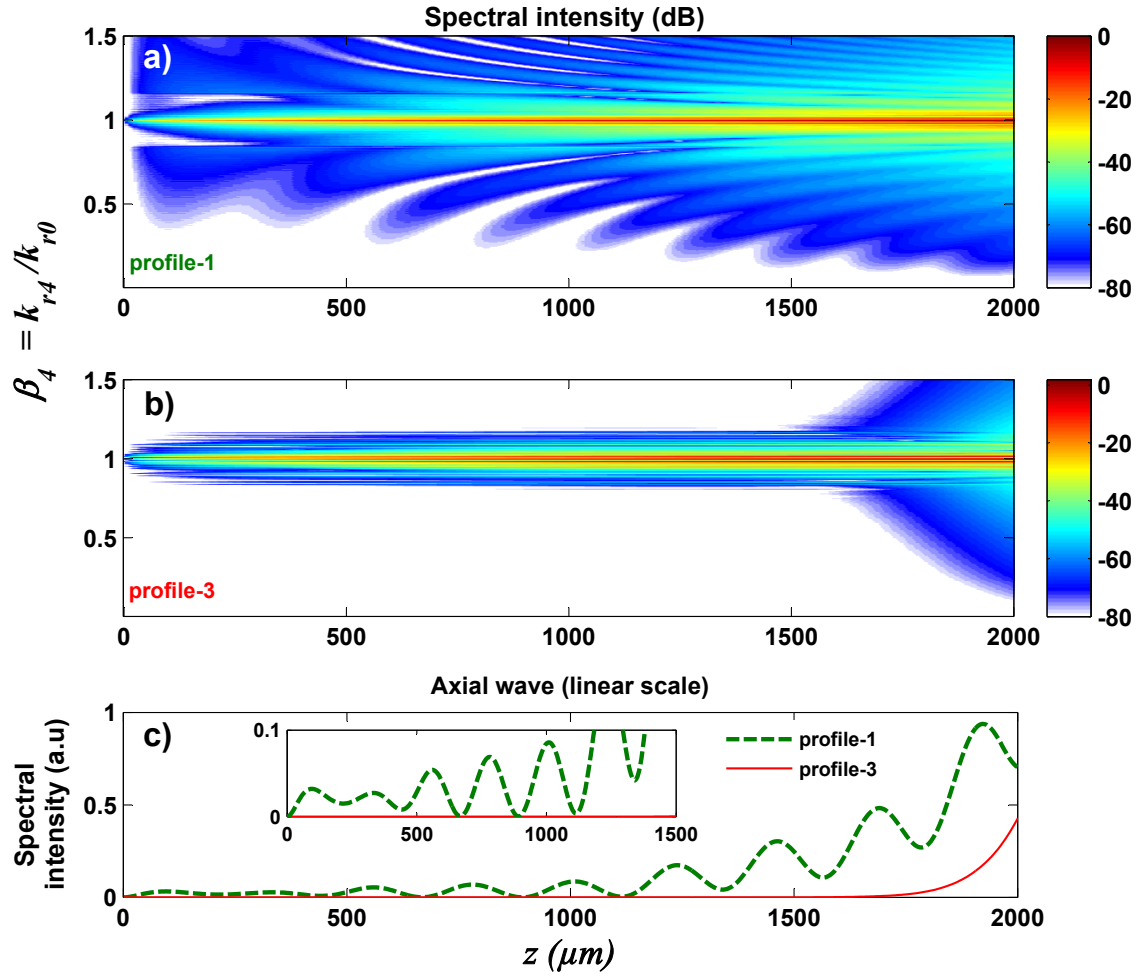 Spectral intensity (dB)
a)
1.5
1
0.5
profile-1
0 500 1000 1500 2000
0
-20
-40
-60
-80
β4 = kr4/kr0
b)
1.5
1
0.5
profile-3
0 500 1000 1500 2000
0
-20
-40
-60
-80
Axial wave (linear scale)
c)
Spectral
intensity (a.u)
1
0.5
0
0.1
0
0 500 1000 1500
profile-1
profile-3
0 500 1000 1500 2000
z (μm)